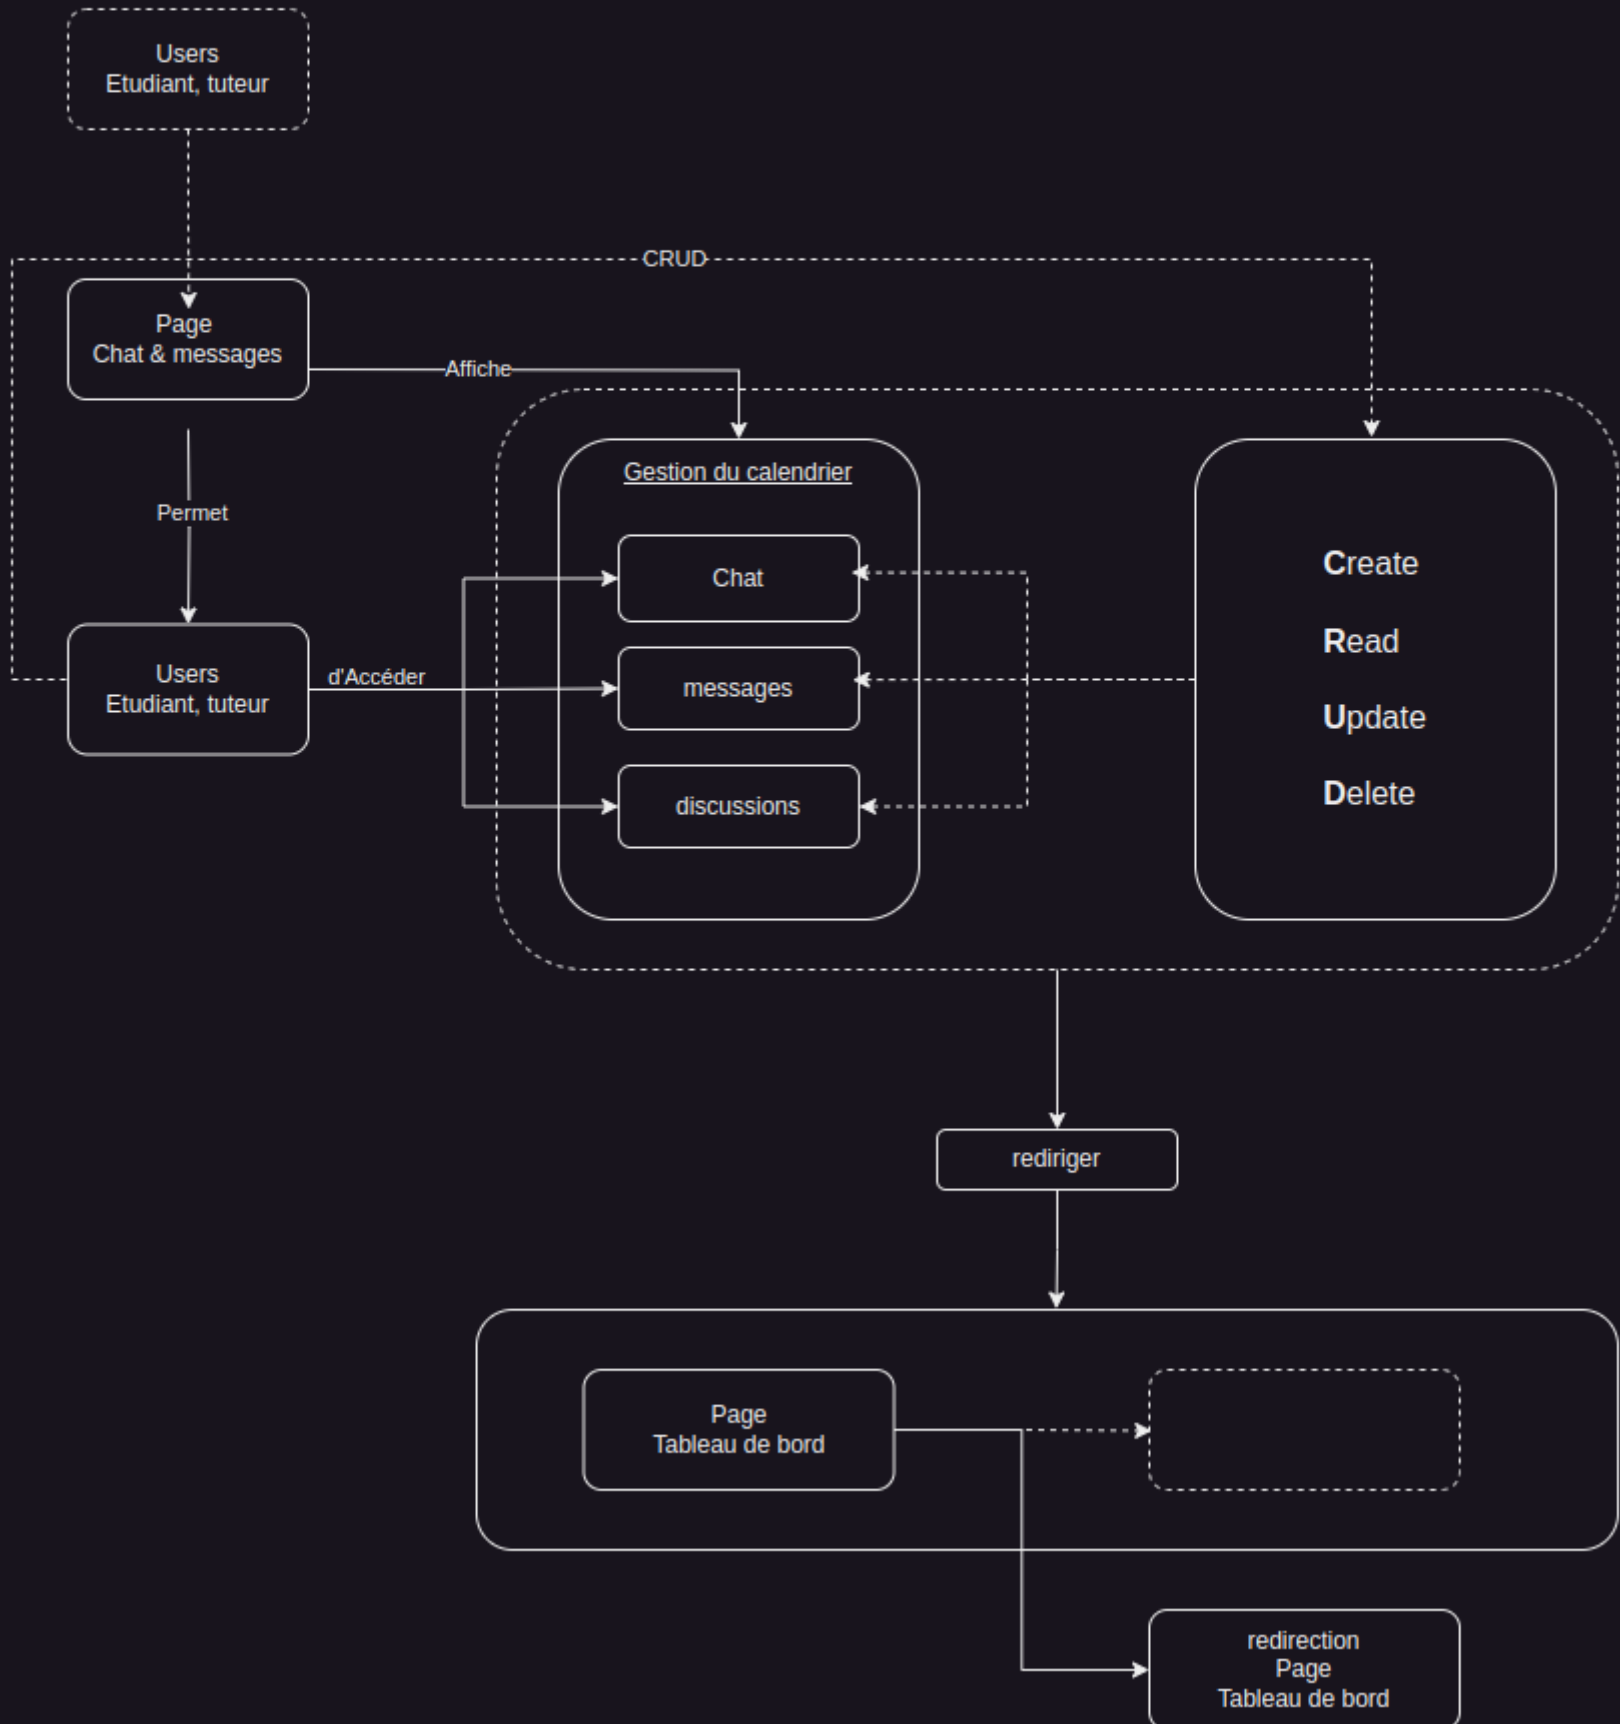 Users
Etudiant, tuteur
CRUD
Page
Chat & messages
Affiche
Gestion du calendrier
Permet
Chat
Create
Read
Users
Etudiant, tuteur
d'Accéder
messages
Update
discussions
Delete
rediriger
Page
Tableau de bord
redirection
Page
Tableau de bord